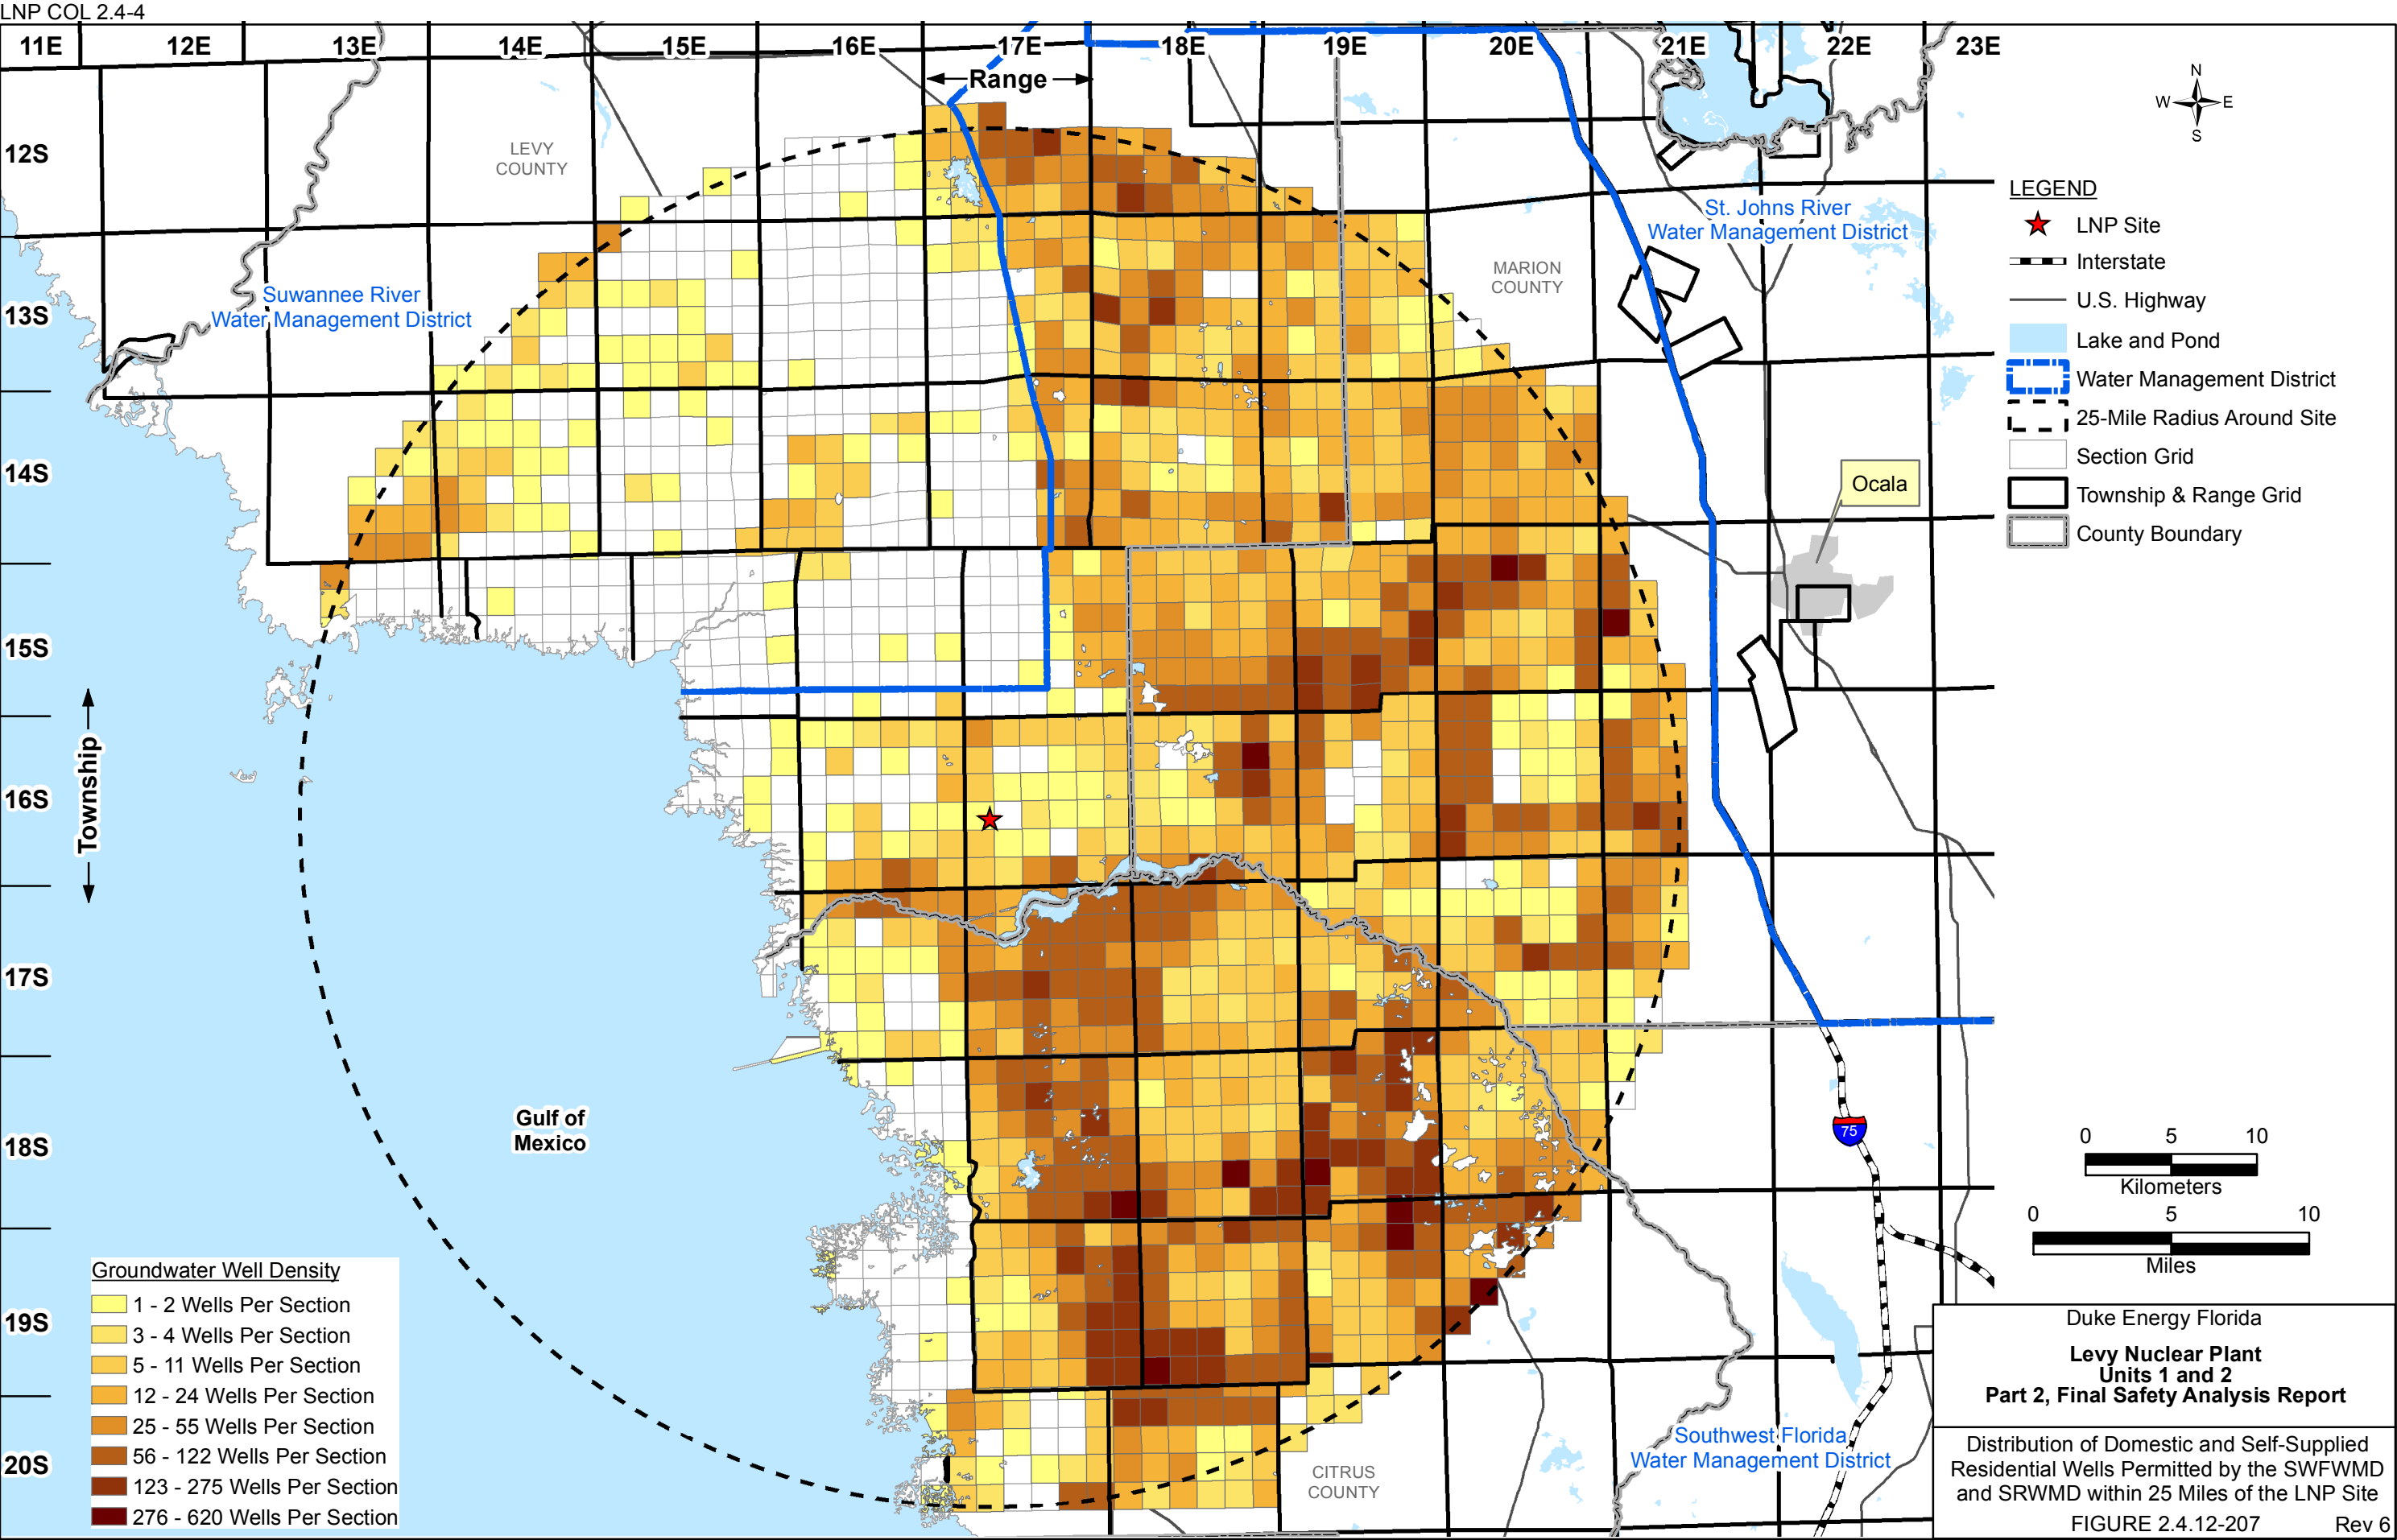 LNP COL 2.4-4
11E 12E 13E 14E 15E 16E 17E 18E 19E 20E 21E 22E 23E
Range
N
W E
S
12S
13S
14S
15S
16S
17S
18S
19S
20S
Township
LEVY
COUNTY
Suwannee River
Water Management District
MARION
COUNTY
St. Johns River
Water Management District
Ocala
LEGEND
LNP Site
Interstate
U.S. Highway
Lake and Pond
Water Management District
25-Mile Radius Around Site
Section Grid
Township & Range Grid
County Boundary
Gulf of
Mexico
75
0 5 10
Kilometers
0 5 10
Miles
Groundwater Well Density
1 - 2 Wells Per Section
3 - 4 Wells Per Section
5 - 11 Wells Per Section
12 - 24 Wells Per Section
25 - 55 Wells Per Section
56 - 122 Wells Per Section
123 - 275 Wells Per Section
276 - 620 Wells Per Section
CITRUS
COUNTY
Southwest Florida
Water Management District
Duke Energy Florida
Levy Nuclear Plant
Units 1 and 2
Part 2, Final Safety Analysis Report
Distribution of Domestic and Self-Supplied
Residential Wells Permitted by the SWFWMD
and SRWMD within 25 Miles of the LNP Site
FIGURE 2.4.12-207 Rev 6